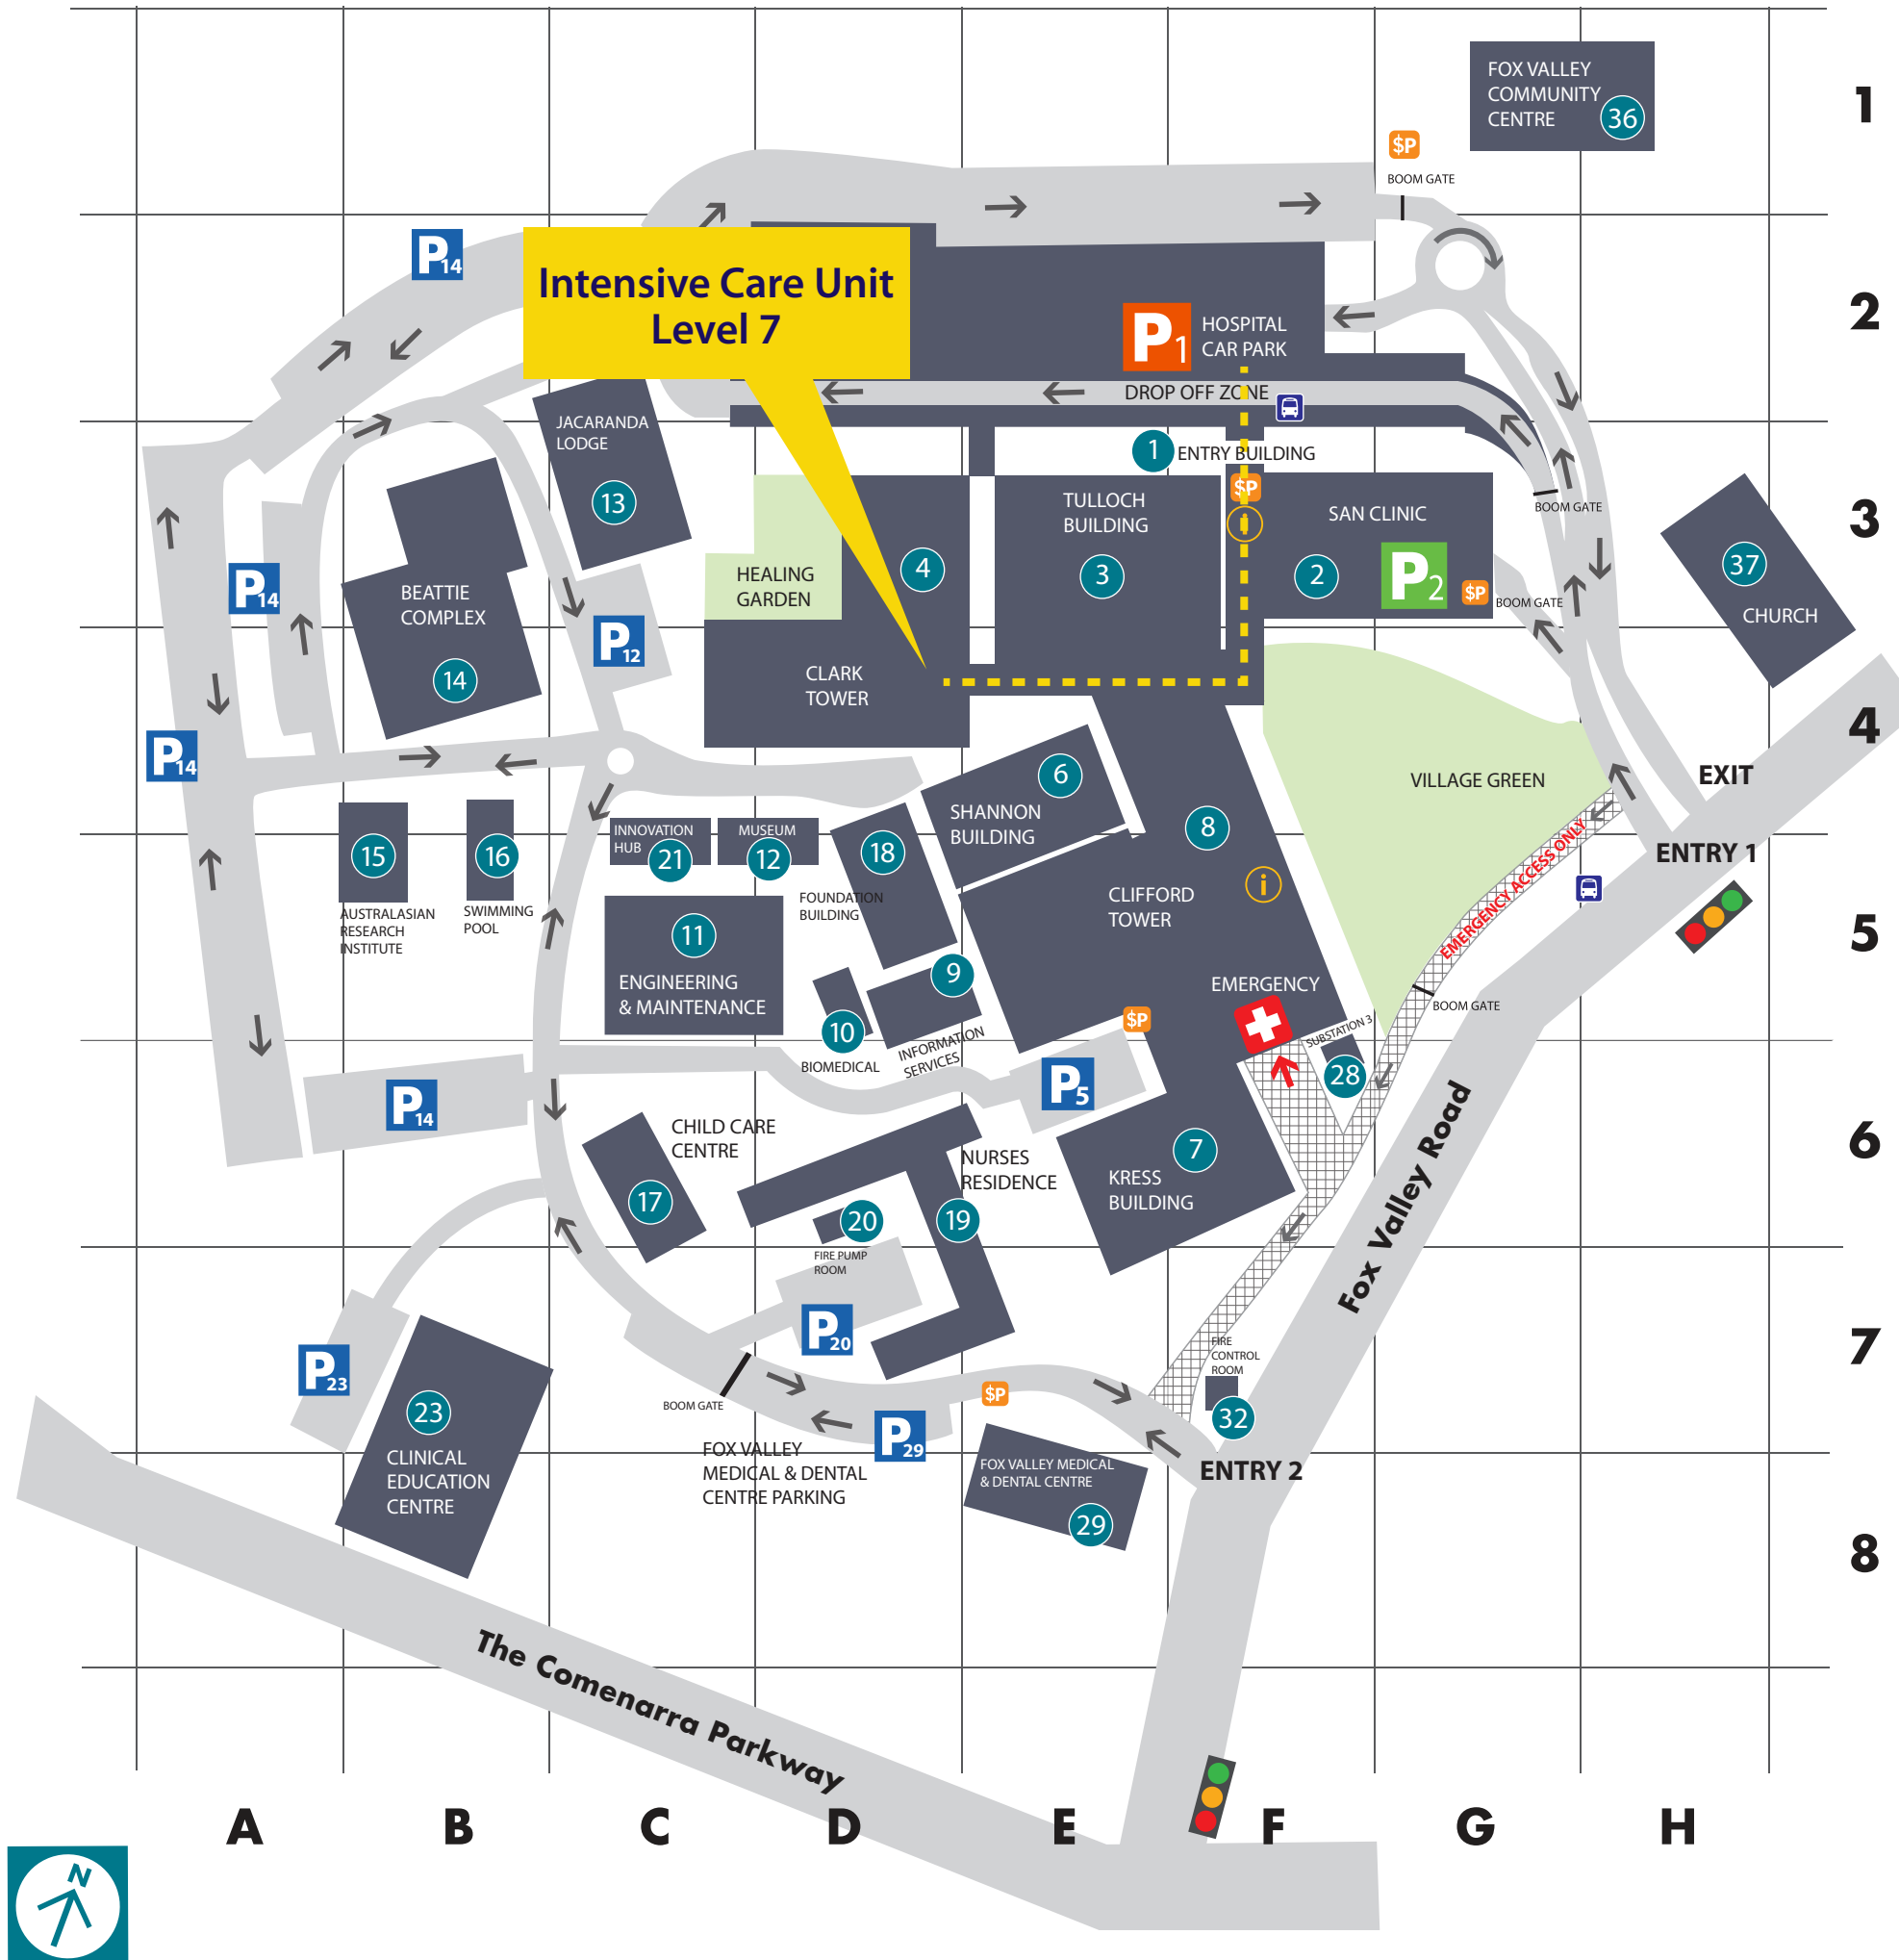 FOX VALLEY
COMMUNITY
CENTRE
36
1
$P
BOOM GATE
P14
Intensive Care Unit
Level 7
P1
HOSPITAL
CAR PARK
2
DROP OFF ZONE
JACARANDA
LODGE
13
1
ENTRY BUILDING
$P
i
TULLOCH
BUILDING
3
SAN CLINIC
2
P2
$P
BOOM GATE
BOOM GATE
3
37
CHURCH
P14
BEATTIE
COMPLEX
14
P12
HEALING
GARDEN
4
CLARK
TOWER
P14
4
EXIT
VILLAGE GREEN
6
SHANNON
BUILDING
8
ENTRY 1
EMERGENCY ACCESS ONLY
15
AUSTRALASIAN
RESEARCH
INSTITUTE
16
SWIMMING
POOL
INNOVATION
HUB
21
MUSEUM
12
18
FOUNDATION
BUILDING
CLIFFORD
TOWER
i
5
11
ENGINEERING
& MAINTENANCE
9
INFORMATION
SERVICES
10
BIOMEDICAL
EMERGENCY
$P
SUBSTATION 3
28
BOOM GATE
P14
P5
6
CHILD CARE
CENTRE
17
NURSES
RESIDENCE
19
20
FIRE PUMP
ROOM
7
KRESS
BUILDING
Fox Valley Road
P20
P23
7
FIRE
CONTROL
ROOM
32
23
CLINICAL
EDUCATION
CENTRE
BOOM GATE
$P
P29
FOX VALLEY
MEDICAL & DENTAL
CENTRE PARKING
FOX VALLEY MEDICAL
& DENTAL CENTRE
29
ENTRY 2
8
The Comenarra Parkway
A
B
C
D
E
F
G
H
N